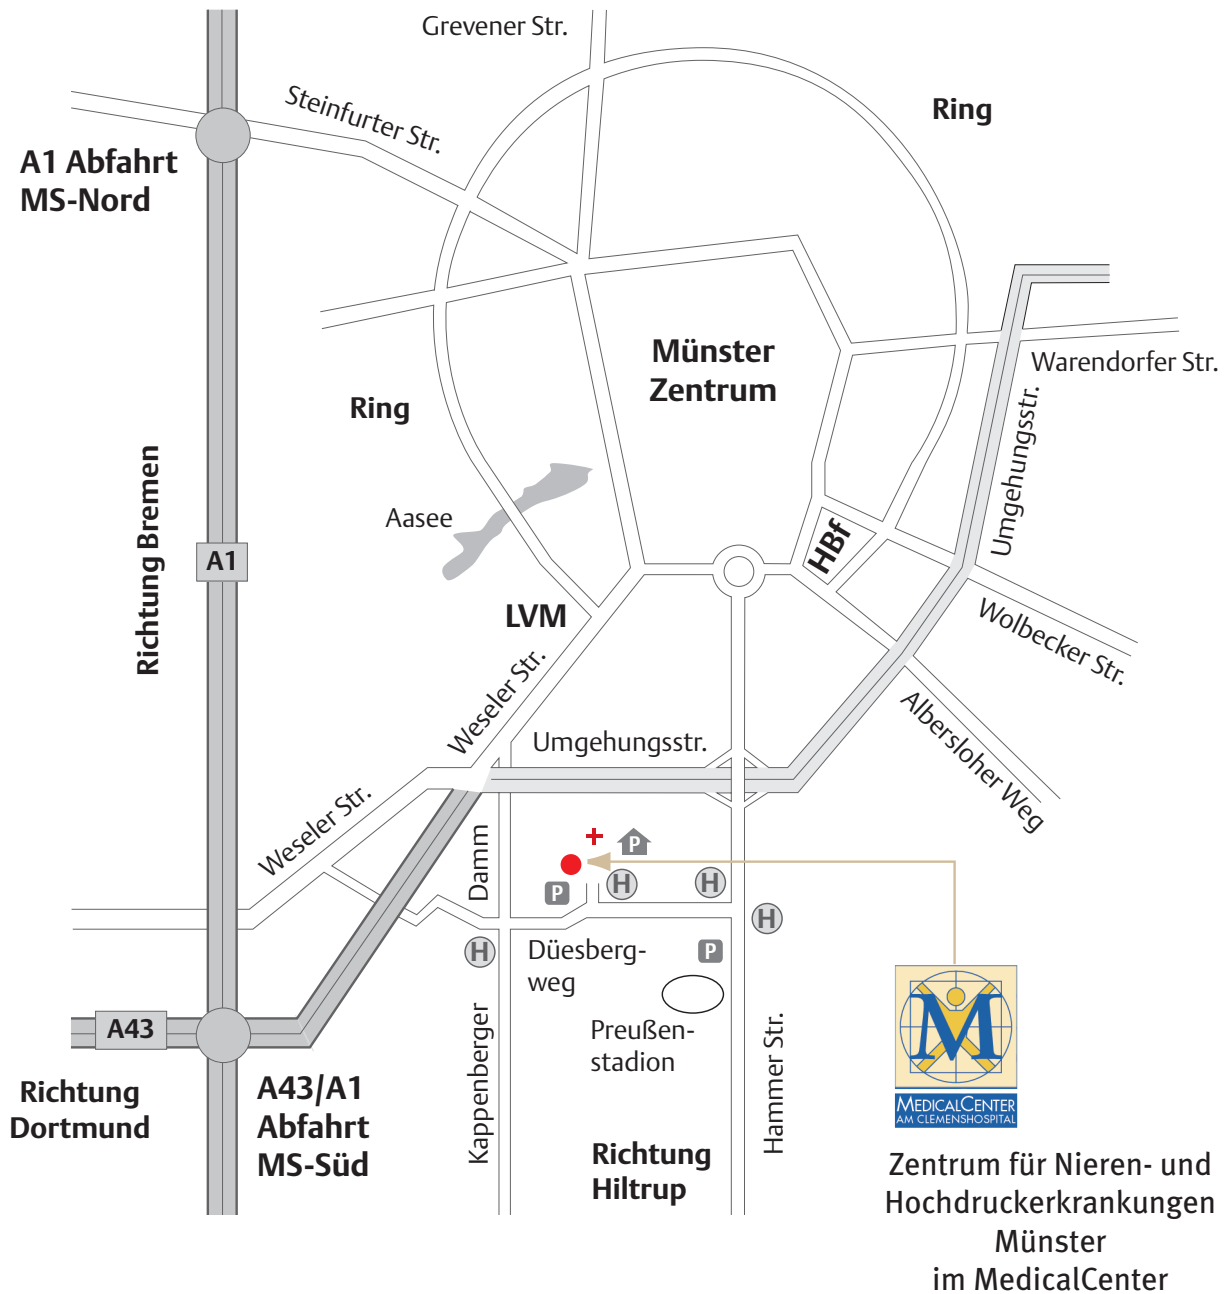 Grevener Str.
Steinfurter Str.
Ring
A1 Abfahrt
MS-Nord
Münster
Zentrum
Warendorfer Str.
Ring
Umgehungsstr.
Richtung Bremen
Aasee
HBf
A1
LVM
Wolbecker Str.
Weseler Str.
Umgehungsstr.
Albersloher Weg
Weseler Str.
Damm
P
H
H
P
H
H
Düesberg-
weg
P
A43
Preußen-
stadion
Kappenberger
Hammer Str.
M
MEDICALCENTER
AM CLEMENSHOSPITAL
Richtung
Dortmund
A43/A1
Abfahrt
MS-Süd
Richtung
Hiltrup
Zentrum für Nieren- und
Hochdruckerkrankungen
Münster
im MedicalCenter